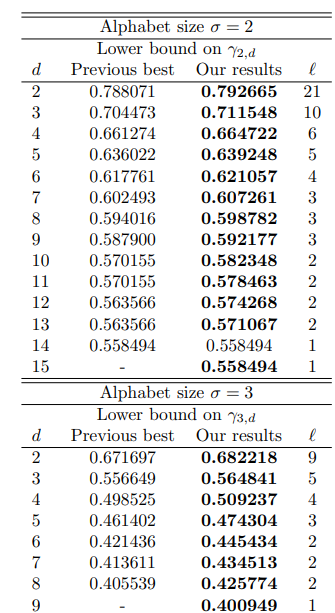 Alphabet size σ = 2
Lower bound on γ2,d
d Previous best Our results ℓ
2 0.788071 0.792665 21
3 0.704473 0.711548 10
4 0.661274 0.664722 6
5 0.636022 0.639248 5
6 0.617761 0.621057 4
7 0.602493 0.607261 3
8 0.594016 0.598782 3
9 0.587900 0.592177 3
10 0.570155 0.582348 2
11 0.570155 0.578463 2
12 0.563566 0.574268 2
13 0.563566 0.571067 2
14 0.558494 0.558494 1
15 - 0.558494 1
Alphabet size σ = 3
Lower bound on γ3,d
d Previous best Our results ℓ
2 0.671697 0.682218 9
3 0.556649 0.564841 5
4 0.498525 0.509237 4
5 0.461402 0.474304 3
6 0.421436 0.445434 2
7 0.413611 0.434513 2
8 0.405539 0.425774 2
9 - 0.400949 1